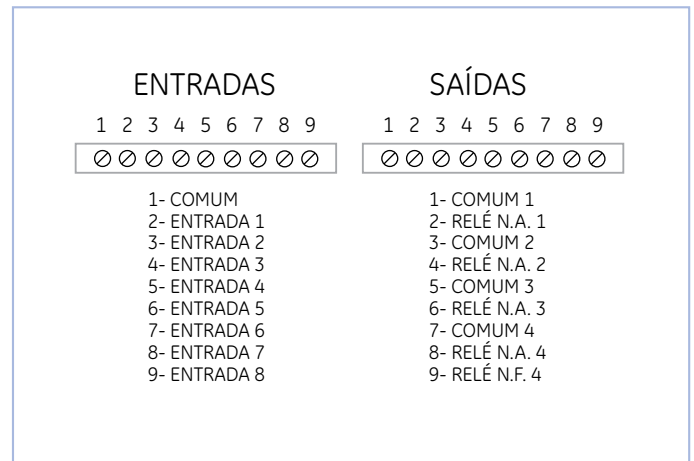 ENTRADAS
1 2 3 4 5 6 7 8 9
1- COMUM
2- ENTRADA 1
3- ENTRADA 2
4- ENTRADA 3
5- ENTRADA 4
6- ENTRADA 5
7- ENTRADA 6
8- ENTRADA 7
9- ENTRADA 8
SAÍDAS
1 2 3 4 5 6 7 8 9
1- COMUM 1
2- RELÉ N.A. 1
3- COMUM 2
4- RELÉ N.A. 2
5- COMUM 3
6- RELÉ N.A. 3
7- COMUM 4
8- RELÉ N.A. 4
9- RELÉ N.F. 4